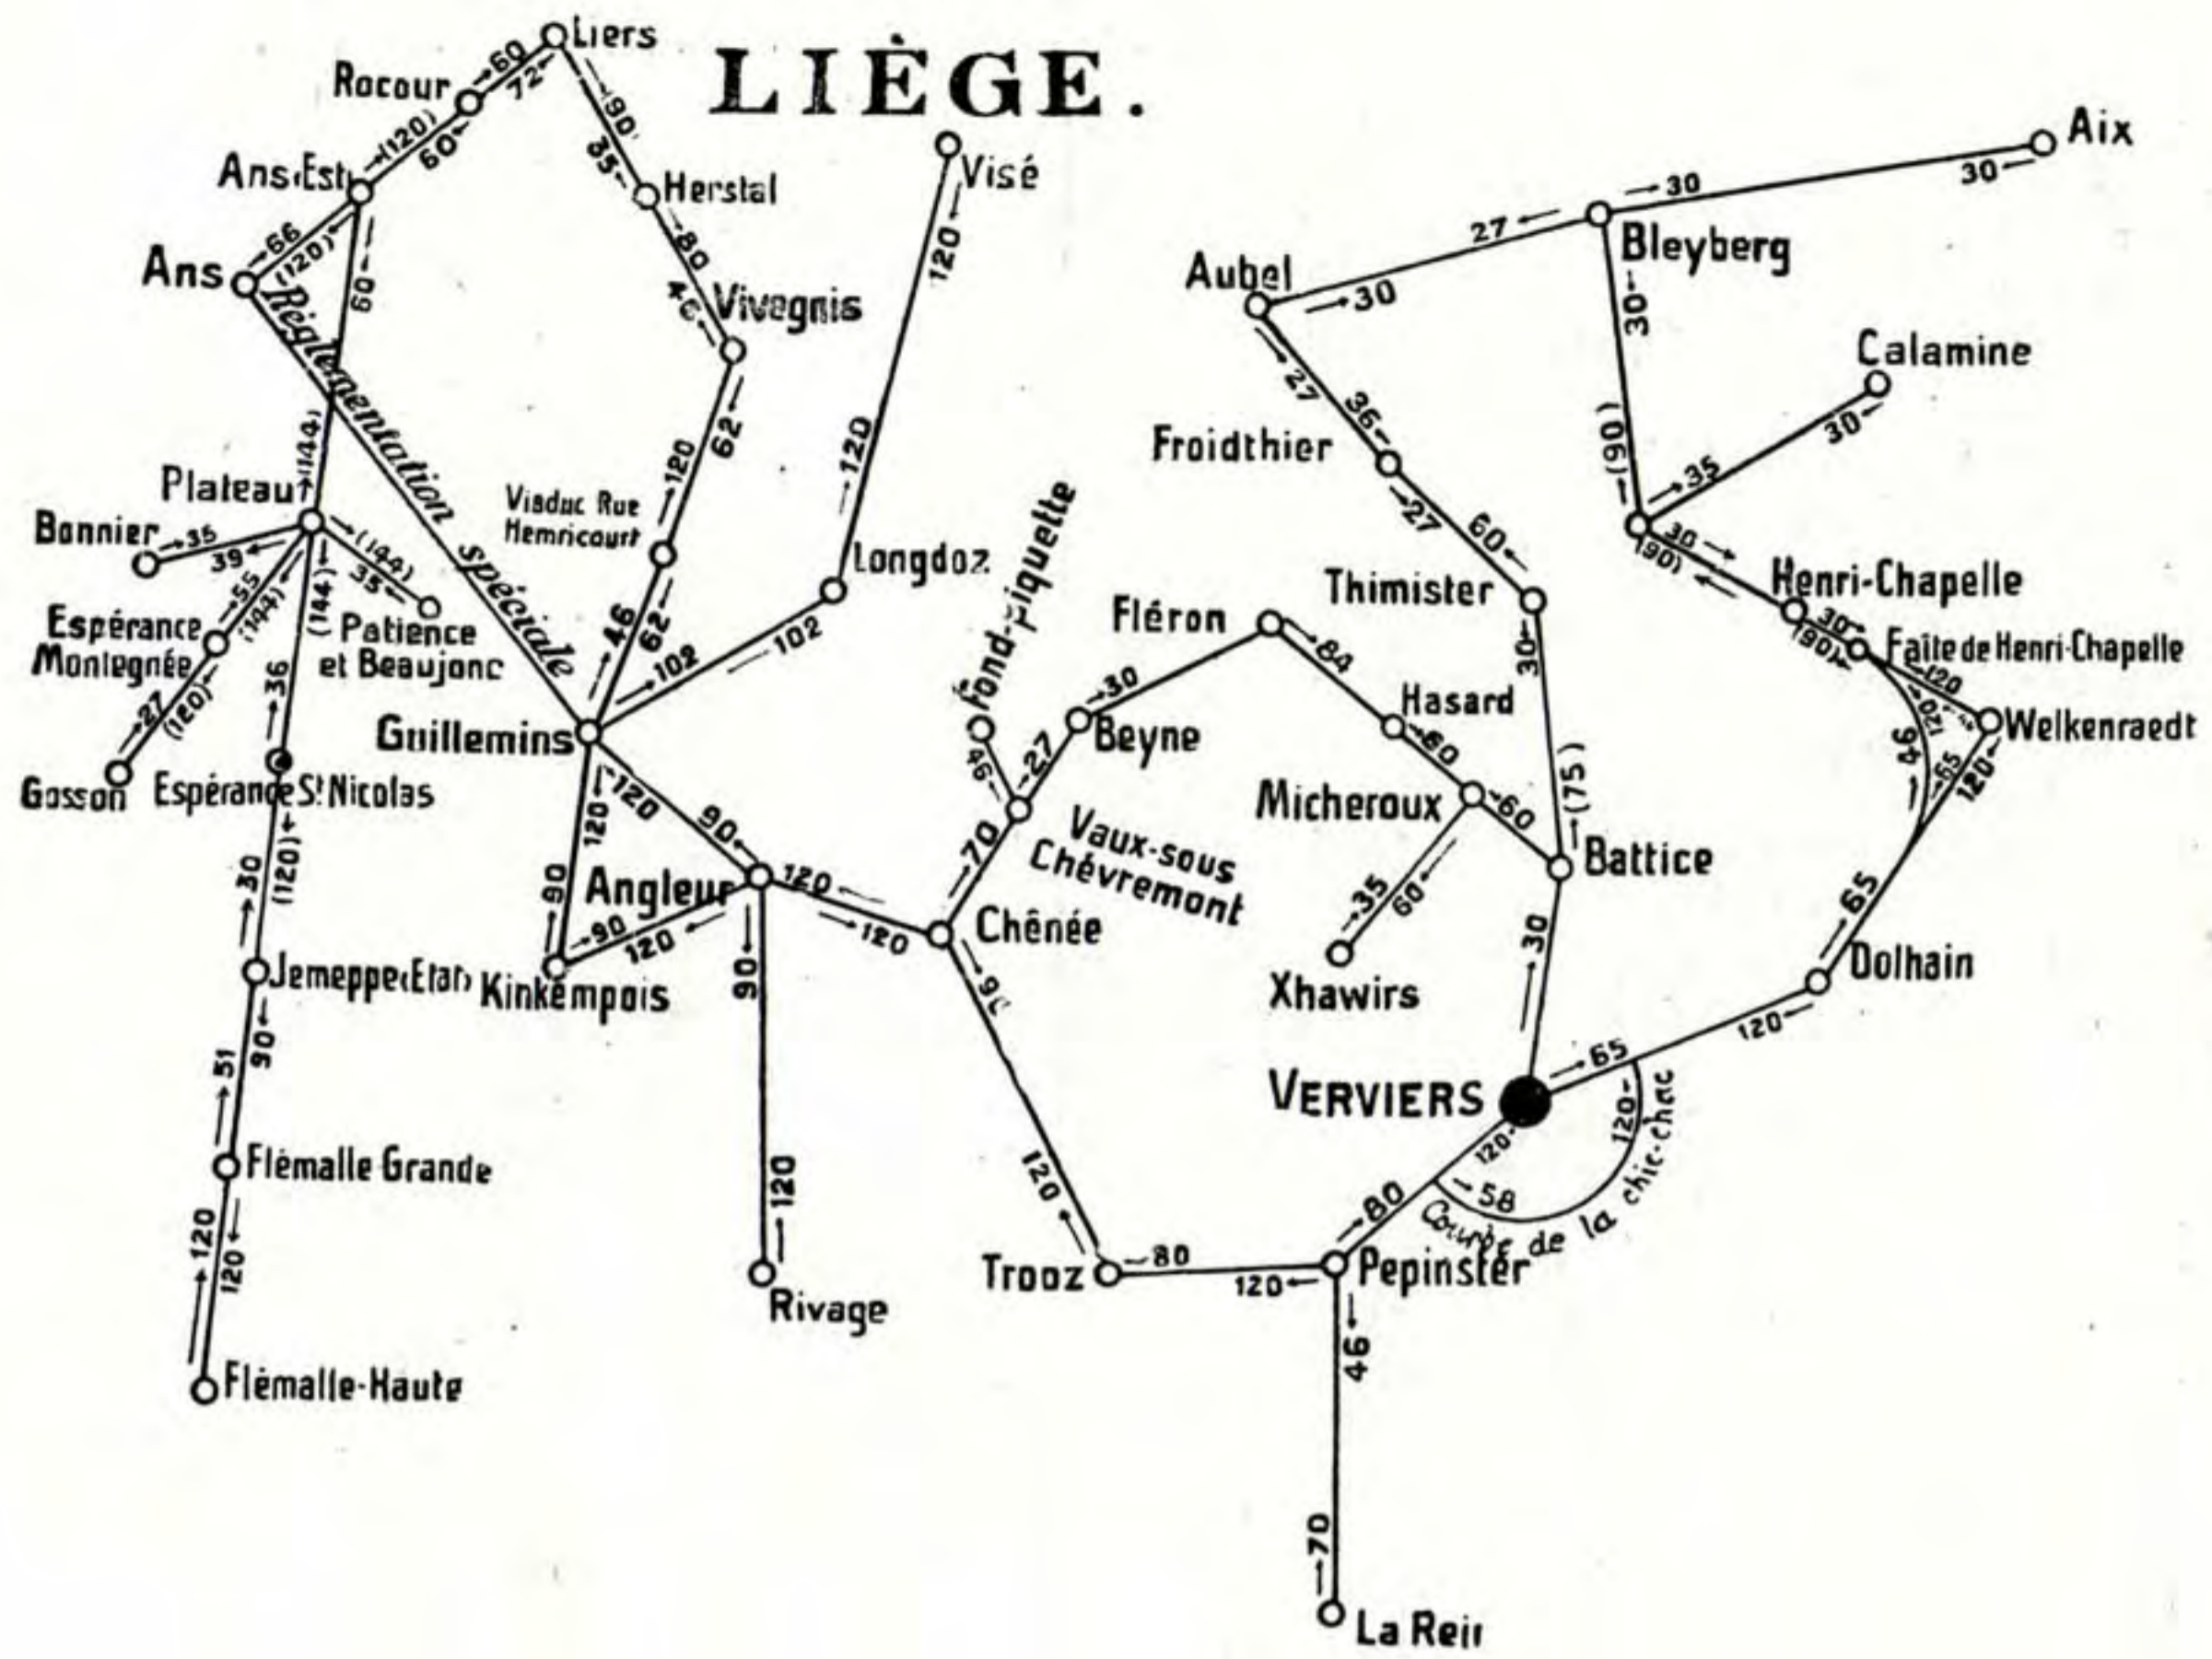 LIÈGE.
Liers
60
72
Rocour
(120)
60
Ans (Est)
66
(120)
Ans
60
90
35
Herstal
80
46
Vivegnis
62
120
Viaduc Rue
Hemricourt
46
62
Visé
120
120
Longdoz
102
102
Réglementation spéciale
(144)
Plateau
Bonnier
35
39
(144)
35
Patience
et Beaujonc
55
(144)
Espérance
Montegnée
27
(120)
Gosson
(144)
36
Espérance St Nicolas
30
(120)
Jemeppe (Etat)
90
51
Flémalle Grande
120
120
Flémalle-Haute
Guillemins
120
90
120
90
Angleur
90
120
Kinkempois
90
120
Rivage
120
120
Chênée
70
Vaux-sous
Chévremont
94
27
Beyne
30
Fléron
84
Hasard
60
Micheroux
60
35
60
Xhawirs
120
Trooz
80
120
Pepinster
46
70
La Reid
80
120
58
120
Courbe de la chic-chac
VERVIERS
65
120
Dolhain
65
30
Battice
(75)
30
Thimister
60
27
Froidthier
36
27
Aubel
30
27
Bleyberg
30
30
Aix
30
(90)
Calamine
30
35
30
(90)
Henri-Chapelle
30
(90)
Faîte de Henri-Chapelle
120
120
46
65
120
Welkenraedt